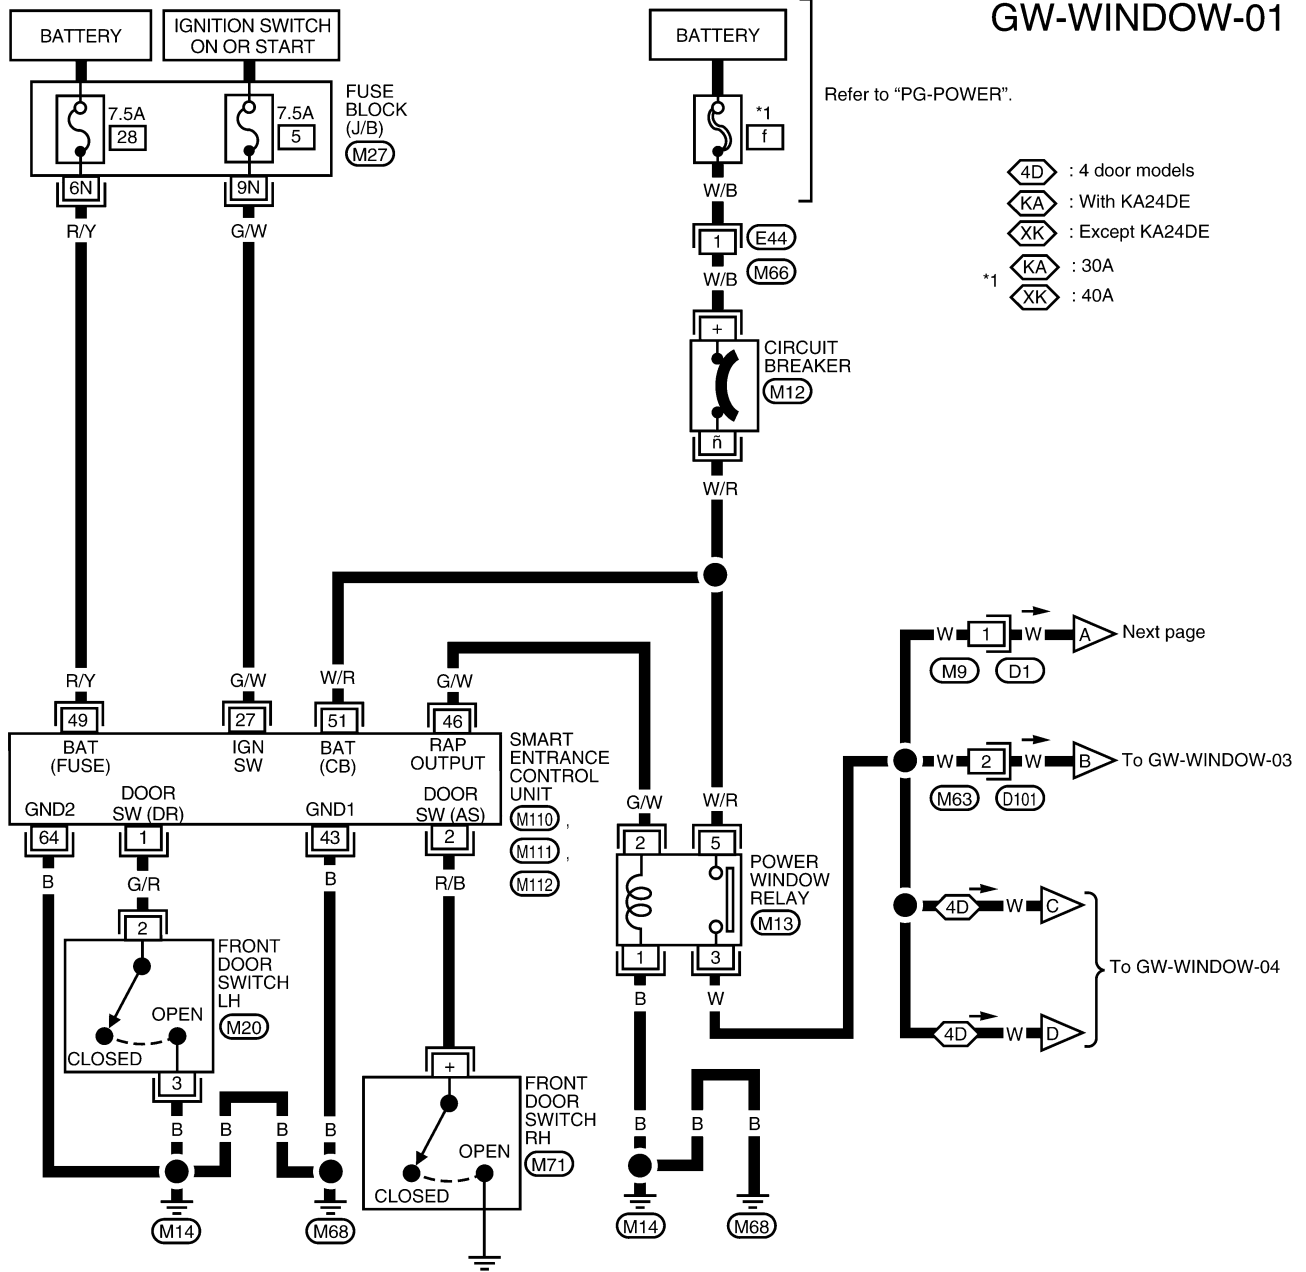 GW-WINDOW-01
BATTERY
IGNITION SWITCH
ON OR START
BATTERY
Refer to “PG-POWER”.
7.5A
28
7.5A
5
FUSE
BLOCK
(J/B)
M27
*1
f
6N
9N
R/Y
G/W
W/B
1
E44
M66
W/B
4D : 4 door models
KA : With KA24DE
XK : Except KA24DE
*1
KA : 30A
XK : 40A
+
CIRCUIT
BREAKER
M12
ñ
W/R
R/Y
G/W
W/R
G/W
49
27
51
46
BAT
(FUSE)
IGN
SW
BAT
(CB)
RAP
OUTPUT
GND2
DOOR
SW (DR)
GND1
DOOR
SW (AS)
SMART
ENTRANCE
CONTROL
UNIT
M110 ,
M111 ,
M112
64
1
43
2
B
G/R
B
R/B
G/W
W/R
2
5
POWER
WINDOW
RELAY
M13
1
3
B
W
W
1
W
A
Next page
M9
D1
W
2
W
B
To GW-WINDOW-03
M63
D101
4D
W
C
To GW-WINDOW-04
4D
W
D
2
FRONT
DOOR
SWITCH
LH
M20
OPEN
CLOSED
3
B
B
B
B
M14
M68
+
FRONT
DOOR
SWITCH
RH
M71
OPEN
CLOSED
B
B
B
M14
M68